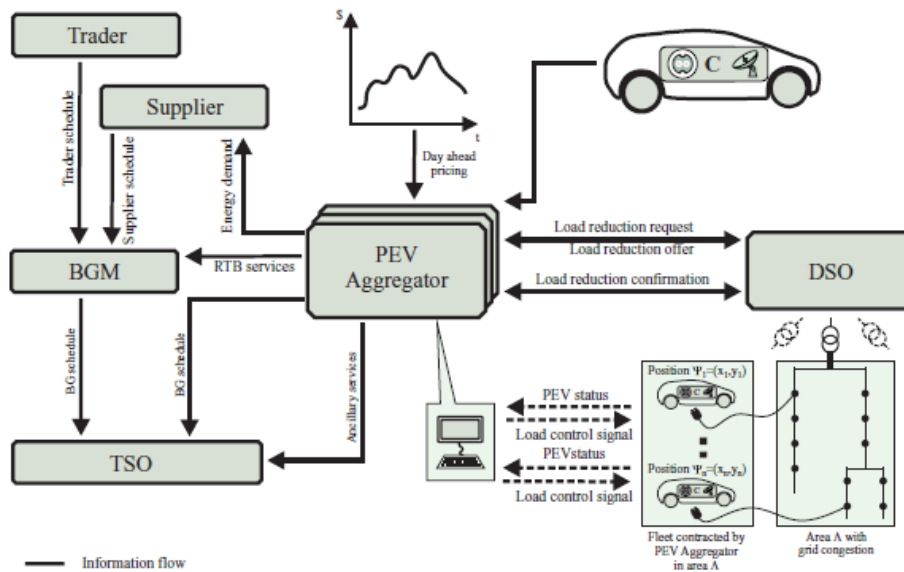 Trader
$
t
C
Supplier
Trader schedule
Supplier schedule
Energy demand
Day ahead
pricing
PEV
Aggregator
Load reduction request
Load reduction offer
Load reduction confirmation
DSO
BGM
RTB services
BG schedule
BG schedule
Ancillary services
TSO
PEV status
Load control signal
PEVstatus
Load control signal
Position Ψ₁=(x₁,y₁)
C
Position Ψₙ=(xₙ,yₙ)
C
Fleet contracted by
PEV Aggregator
in area Λ
Area Λ with
grid congestion
Information flow